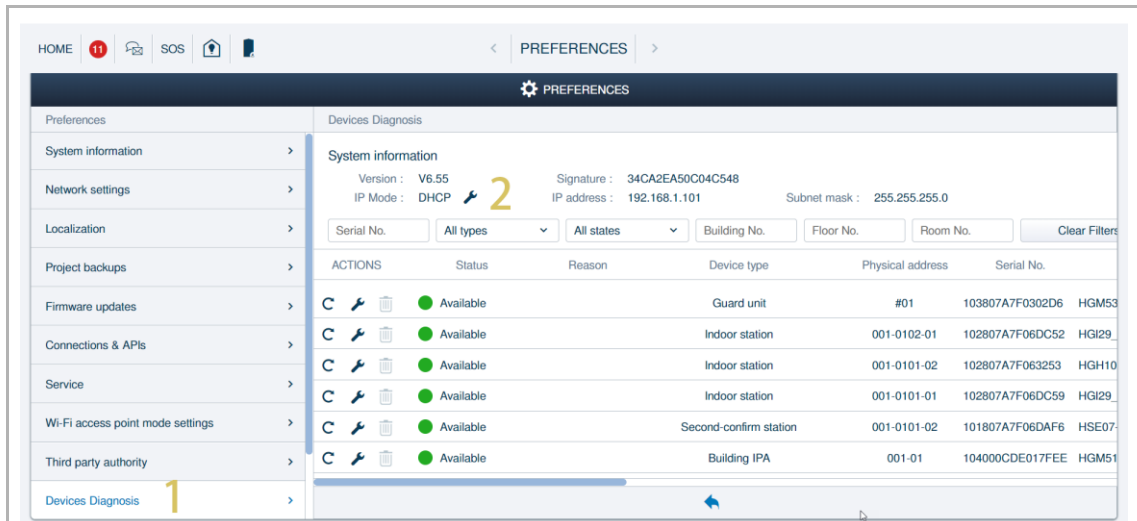 HOME 11 SOS < PREFERENCES >
PREFERENCES
Preferences
System information >
Network settings >
Localization >
Project backups >
Firmware updates >
Connections & APIs >
Service >
Wi-Fi access point mode settings >
Third party authority >
Devices Diagnosis >
1
Devices Diagnosis
System information
Version : V6.55 Signature : 34CA2EA50C04C548
IP Mode : DHCP 2 IP address : 192.168.1.101 Subnet mask : 255.255.255.0
Serial No. All types All states Building No. Floor No. Room No. Clear Filters
ACTIONS Status Reason Device type Physical address Serial No.
Available Guard unit #01 103807A7F0302D6 HGM53
Available Indoor station 001-0102-01 102807A7F06DC52 HGI29_
Available Indoor station 001-0101-02 102807A7F063253 HGH10
Available Indoor station 001-0101-01 102807A7F06DC59 HGI29_
Available Second-confirm station 001-0101-02 101807A7F06DAF6 HSE07-
Available Building IPA 001-01 104000CDE017FEE HGM51